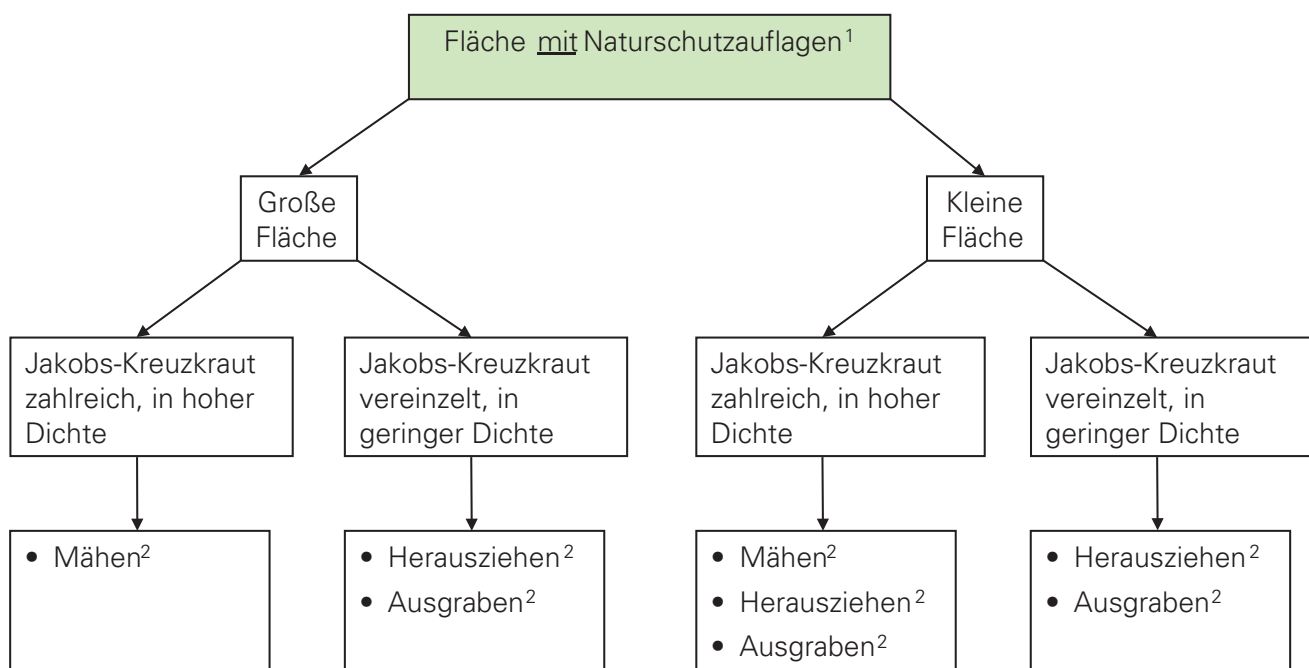 Fläche mit Naturschutzauflagen¹
Große
Fläche
Kleine
Fläche
Jakobs-Kreuzkraut
zahlreich, in hoher
Dichte
Jakobs-Kreuzkraut
vereinzelt, in
geringer Dichte
Jakobs-Kreuzkraut
zahlreich, in hoher
Dichte
Jakobs-Kreuzkraut
vereinzelt, in
geringer Dichte
• Mähen²
• Herausziehen²
• Ausgraben²
• Mähen²
• Herausziehen²
• Ausgraben²
• Herausziehen²
• Ausgraben²